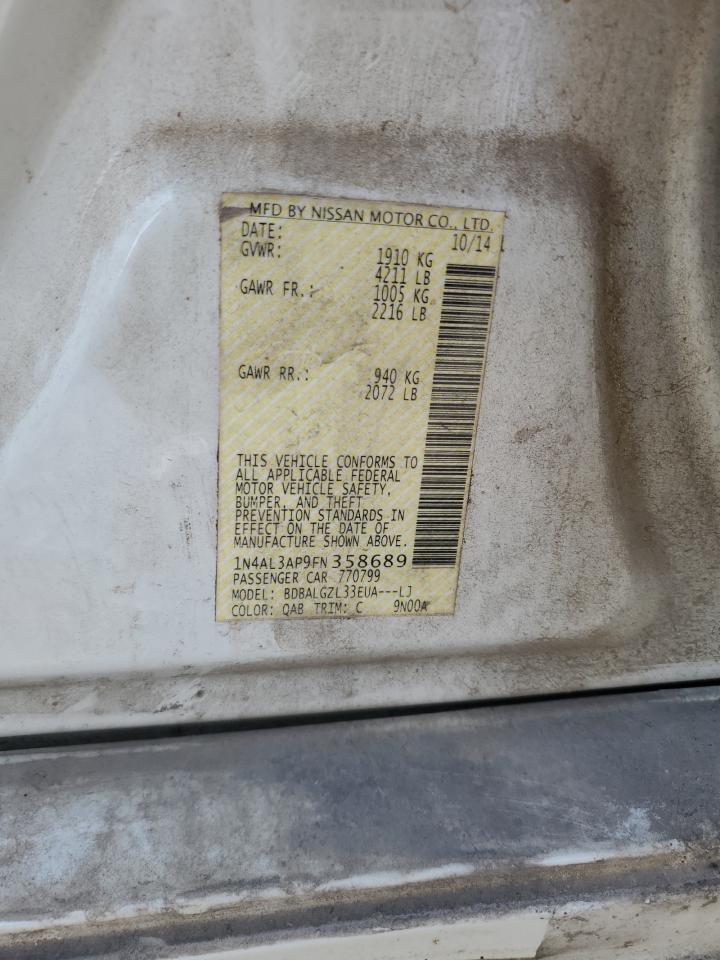 MFD BY NISSAN MOTOR CO., LTD.
DATE: 10/14
GVWR: 1910 KG
4211 LB
GAWR FR.: 1005 KG
2216 LB
GAWR RR.: 940 KG
2072 LB
THIS VEHICLE CONFORMS TO
ALL APPLICABLE FEDERAL
MOTOR VEHICLE SAFETY,
BUMPER, AND THEFT
PREVENTION STANDARDS IN
EFFECT ON THE DATE OF
MANUFACTURE SHOWN ABOVE.
1N4AL3AP9FN358689
PASSENGER CAR 770799
MODEL: BDBALGZL33EUA---LJ
COLOR: QAB TRIM: C 9N00A